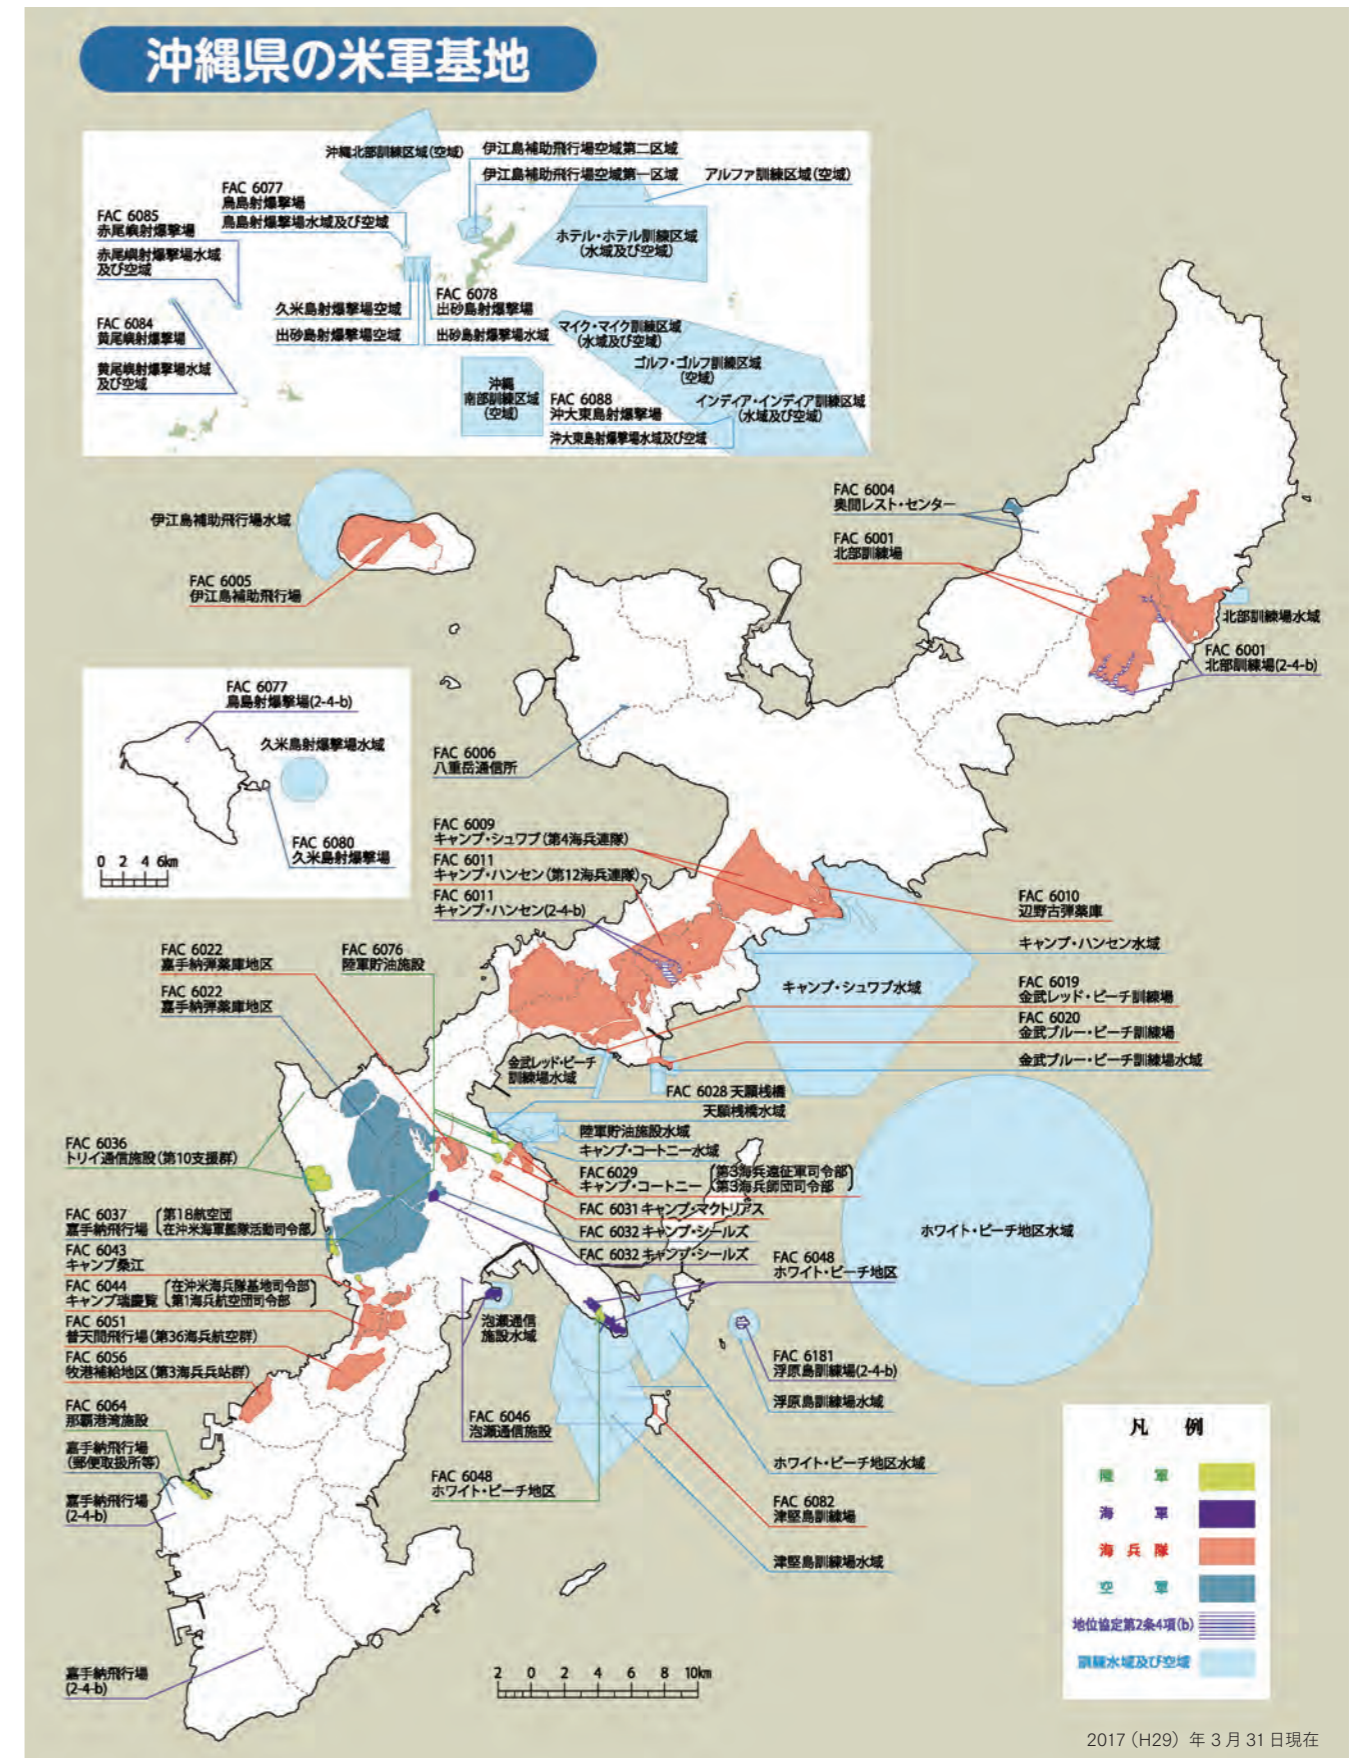 沖縄県の米軍基地
沖縄北部訓練区域(空域)
伊江島補助飛行場空域第二区域
伊江島補助飛行場空域第一区域
アルファ訓練区域(空域)
FAC 6077
鳥島射爆撃場
鳥島射爆撃場水域及び空域
FAC 6085
赤尾嶼射爆撃場
赤尾嶼射爆撃場水域
及び空域
ホテル・ホテル訓練区域
(水域及び空域)
FAC 6078
出砂島射爆撃場
久米島射爆撃場空域
出砂島射爆撃場空域
出砂島射爆撃場水域
FAC 6084
黄尾嶼射爆撃場
黄尾嶼射爆撃場水域
及び空域
マイク・マイク訓練区域
(水域及び空域)
ゴルフ・ゴルフ訓練区域
(空域)
沖縄
南部訓練区域
(空域)
FAC 6088
沖大東島射爆撃場
沖大東島射爆撃場水域及び空域
インディア・インディア訓練区域
(水域及び空域)
伊江島補助飛行場水域
FAC 6005
伊江島補助飛行場
FAC 6004
奥間レスト・センター
FAC 6001
北部訓練場
北部訓練場水域
FAC 6001
北部訓練場(2-4-b)
FAC 6077
鳥島射爆撃場(2-4-b)
久米島射爆撃場水域
FAC 6080
久米島射爆撃場
0 2 4 6km
FAC 6006
八重岳通信所
FAC 6009
キャンプ・シュワブ(第4海兵連隊)
FAC 6011
キャンプ・ハンセン(第12海兵連隊)
FAC 6011
キャンプ・ハンセン(2-4-b)
FAC 6010
辺野古弾薬庫
キャンプ・ハンセン水域
キャンプ・シュワブ水域
FAC 6019
金武レッド・ビーチ訓練場
FAC 6020
金武ブルー・ビーチ訓練場
金武ブルー・ビーチ訓練場水域
FAC 6022
嘉手納弾薬庫地区
FAC 6022
嘉手納弾薬庫地区
FAC 6076
陸軍貯油施設
金武レッド・ビーチ
訓練場水域
FAC 6028 天願桟橋
天願桟橋水域
陸軍貯油施設水域
キャンプ・コートニー水域
FAC 6029
キャンプ・コートニー
第3海兵遠征軍司令部
第3海兵師団司令部
FAC 6031 キャンプ・マクトリアス
FAC 6032 キャンプ・シールズ
FAC 6032 キャンプ・シールズ
FAC 6048
ホワイト・ビーチ地区
ホワイト・ビーチ地区水域
FAC 6036
トリイ通信施設(第10支援群)
FAC 6037
嘉手納飛行場
第18航空団
在沖米海軍艦隊活動司令部
FAC 6043
キャンプ桑江
FAC 6044
キャンプ瑞慶覧
在沖米海兵隊基地司令部
第1海兵航空団司令部
FAC 6051
普天間飛行場(第36海兵航空群)
FAC 6056
牧港補給地区(第3海兵兵站群)
FAC 6064
那覇港湾施設
嘉手納飛行場
(郵便取扱所等)
嘉手納飛行場
(2-4-b)
泡瀬通信
施設水域
FAC 6046
泡瀬通信施設
FAC 6048
ホワイト・ビーチ地区
FAC 6181
浮原島訓練場(2-4-b)
浮原島訓練場水域
ホワイト・ビーチ地区水域
FAC 6082
津堅島訓練場
津堅島訓練場水域
嘉手納飛行場
(2-4-b)
2 0 2 4 6 8 10km
凡例
陸軍
海軍
海兵隊
空軍
地位協定第2条4項(b)
訓練水域及び空域
2017(H29)年3月31日現在